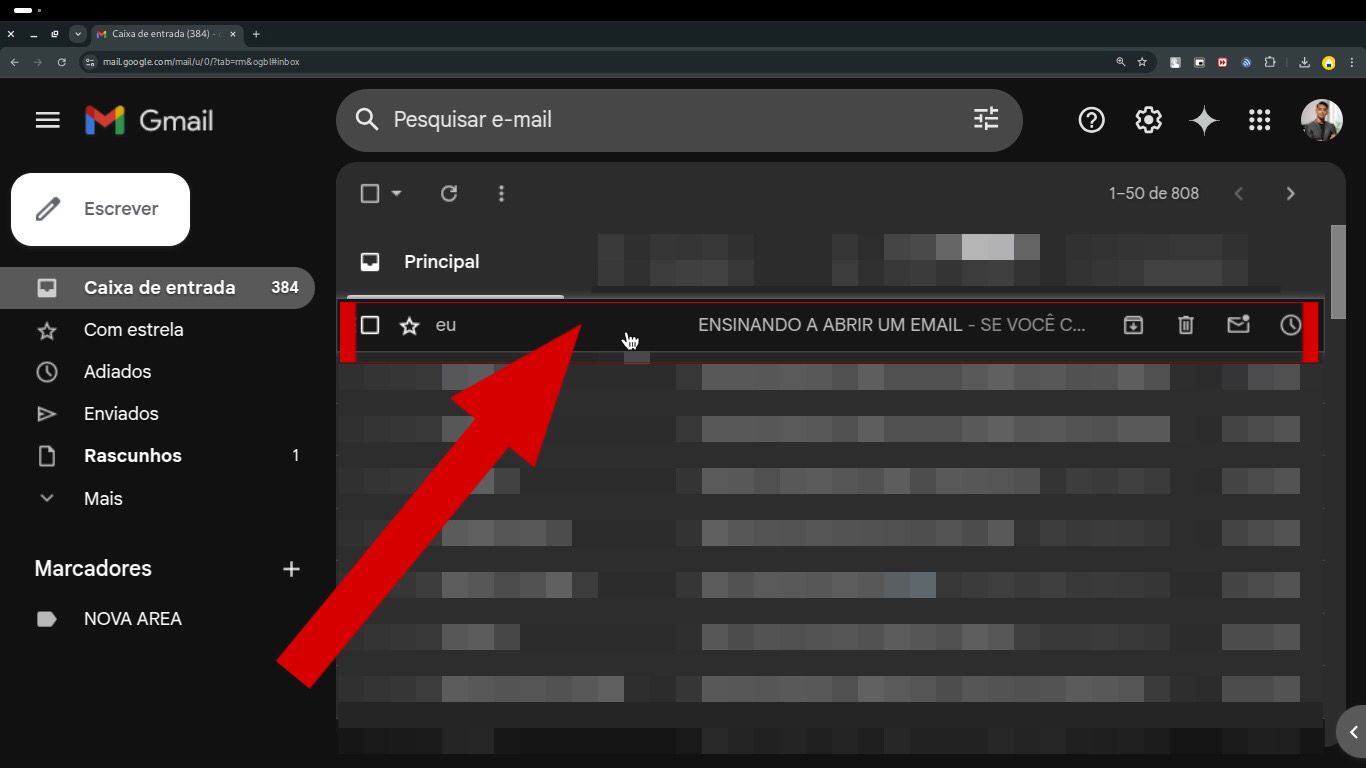 Caixa de entrada (384) -
mail.google.com/mail/u/0/?tab=rm&ogbl#inbox
Gmail
Pesquisar e-mail
Escrever
1–50 de 808
Principal
Caixa de entrada 384
eu ENSINANDO A ABRIR UM EMAIL - SE VOCÊ C...
Com estrela
Adiados
Enviados
Rascunhos 1
Mais
Marcadores
NOVA AREA